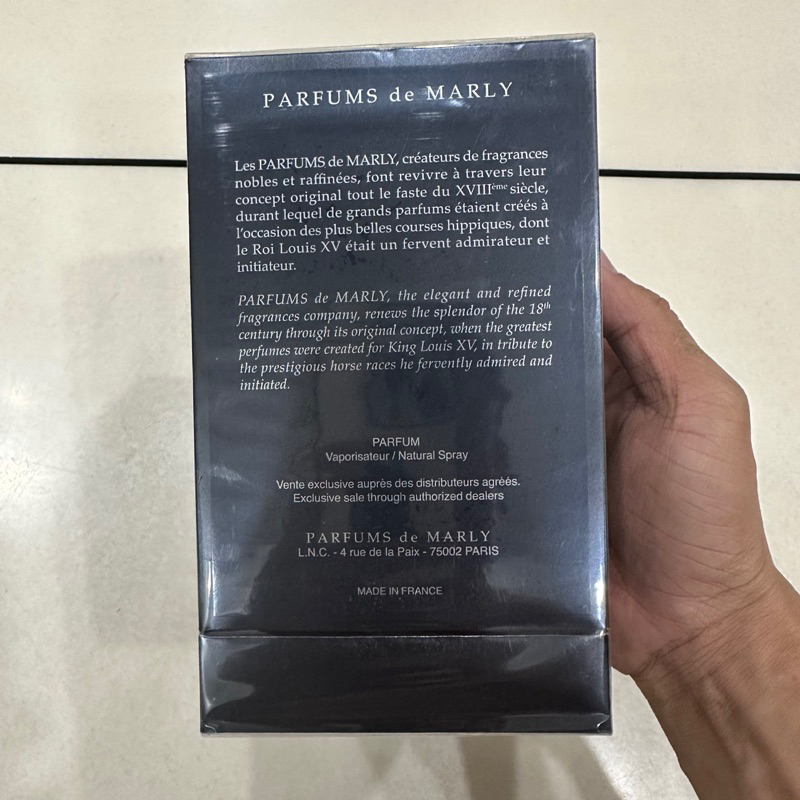 PARFUMS de MARLY
Les PARFUMS de MARLY, créateurs de fragrances
nobles et raffinées, font revivre à travers leur
concept original tout le faste du XVIIIème siècle,
durant lequel de grands parfums étaient créés à
l'occasion des plus belles courses hippiques, dont
le Roi Louis XV était un fervent admirateur et
initiateur.
PARFUMS de MARLY, the elegant and refined
fragrances company, renews the splendor of the 18th
century through its original concept, when the greatest
perfumes were created for King Louis XV, in tribute to
the prestigious horse races he fervently admired and
initiated.
PARFUM
Vaporisateur / Natural Spray
Vente exclusive auprès des distributeurs agréés.
Exclusive sale through authorized dealers
PARFUMS de MARLY
L.N.C. - 4 rue de la Paix - 75002 PARIS
MADE IN FRANCE